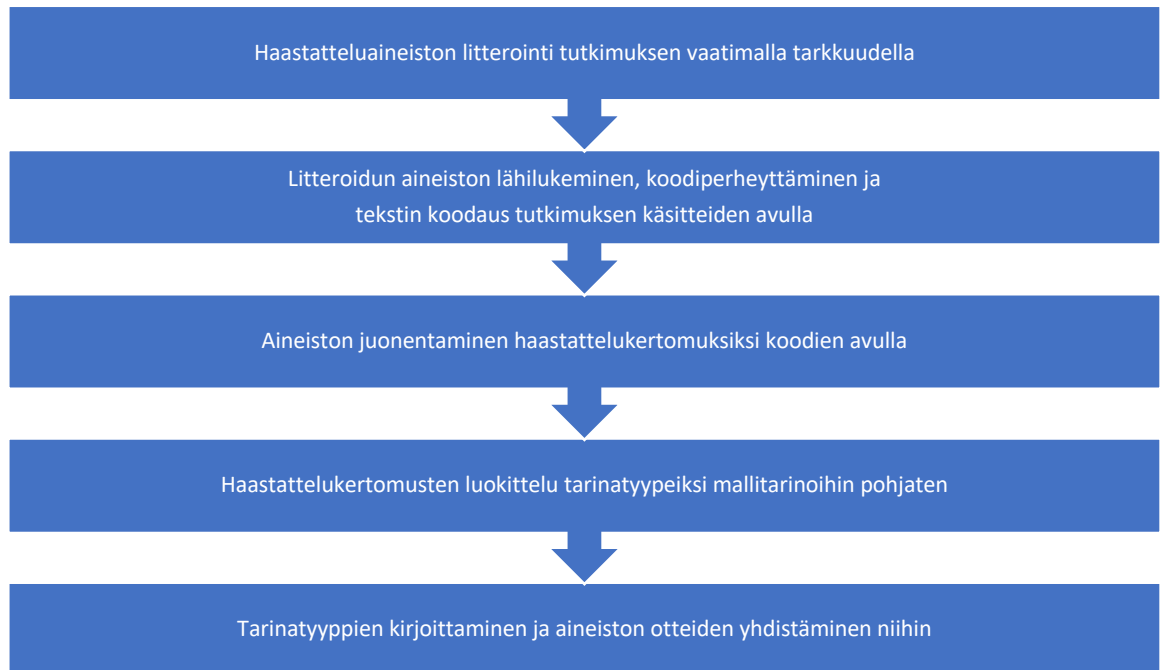 Haastatteluaineiston litterointi tutkimuksen vaatimalla tarkkuudella
Litteroidun aineiston lähilukeminen, koodiperheyttäminen ja
tekstin koodaus tutkimuksen käsitteiden avulla
Aineiston juonentaminen haastattelukertomuksiksi koodien avulla
Haastattelukertomusten luokittelu tarinatyypeiksi mallitarinoihin pohjaten
Tarinatyyppien kirjoittaminen ja aineiston otteiden yhdistäminen niihin